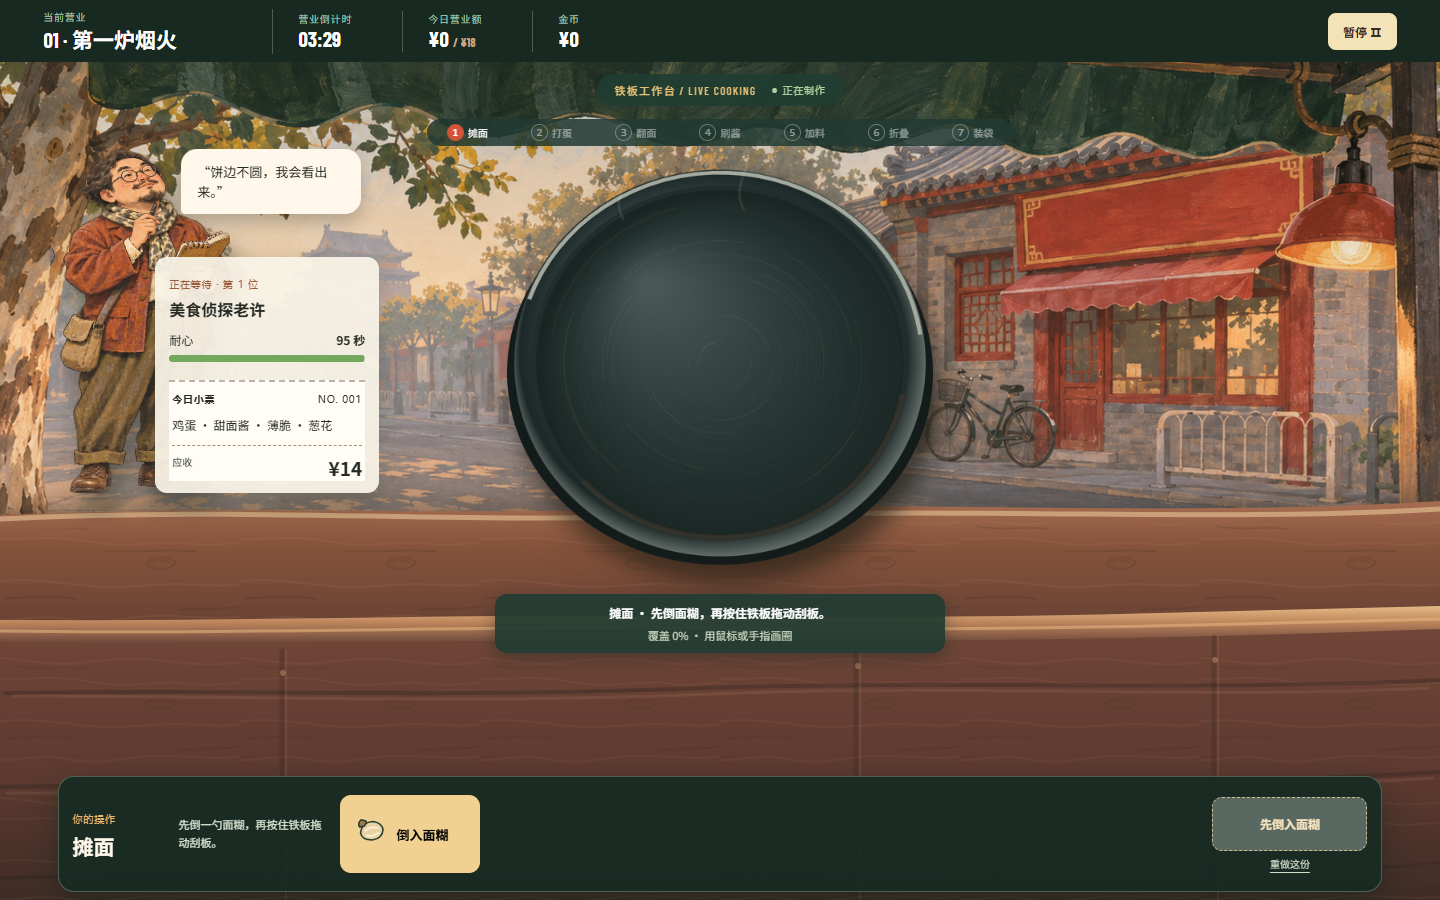 当前营业
01 · 第一炉烟火
营业倒计时
03:29
今日营业额
¥0 / ¥18
金币
¥0
暂停 II
铁板工作台 / LIVE COOKING
正在制作
1 摊面
2 打蛋
3 翻面
4 刷酱
5 加料
6 折叠
7 装袋
“饼边不圆，我会看出
来。”
正在等待 · 第 1 位
美食侦探老许
耐心
95 秒
今日小票
NO. 001
鸡蛋 · 甜面酱 · 薄脆 · 葱花
应收
¥14
摊面 · 先倒面糊，再按住铁板拖动刮板。
覆盖 0% · 用鼠标或手指画圈
你的操作
摊面
先倒一勺面糊，再按住铁板拖
动刮板。
倒入面糊
先倒入面糊
重做这份